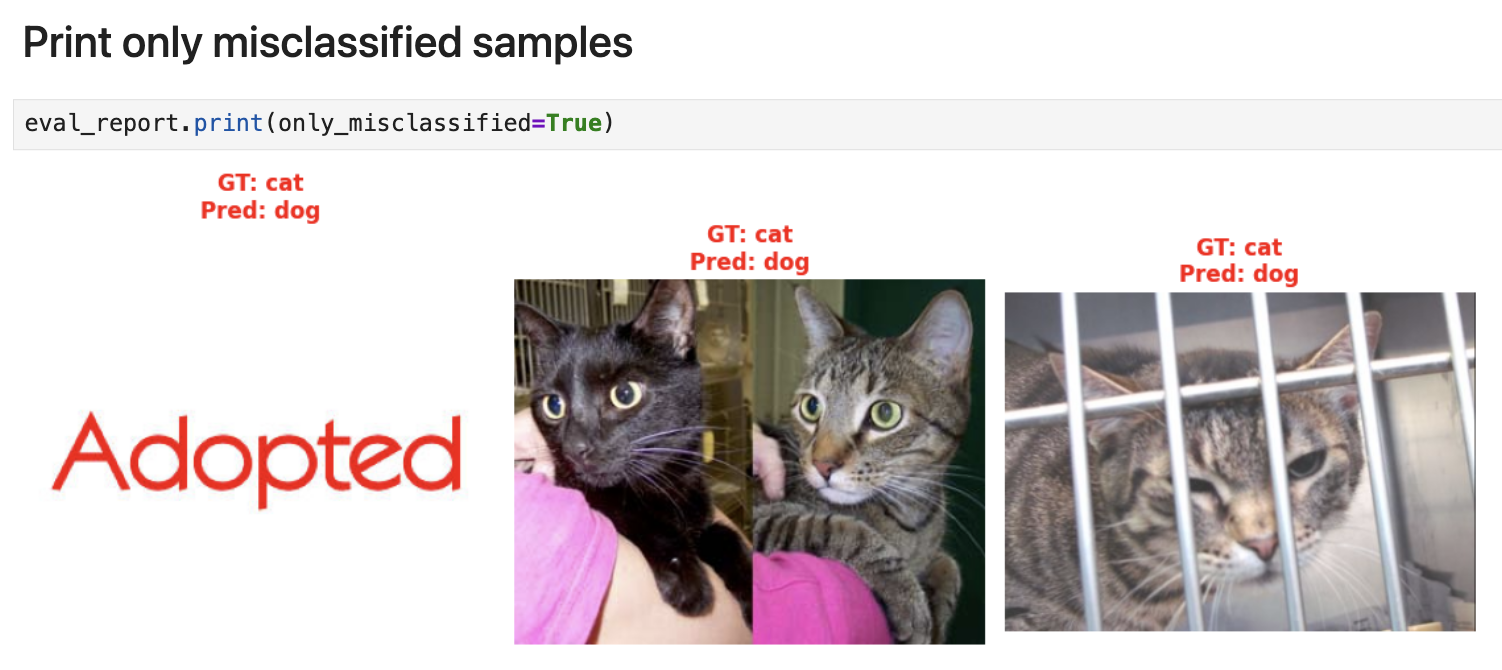 Print only misclassified samples
eval_report.print(only_misclassified=True)
GT: cat
Pred: dog
Adopted
GT: cat
Pred: dog
GT: cat
Pred: dog